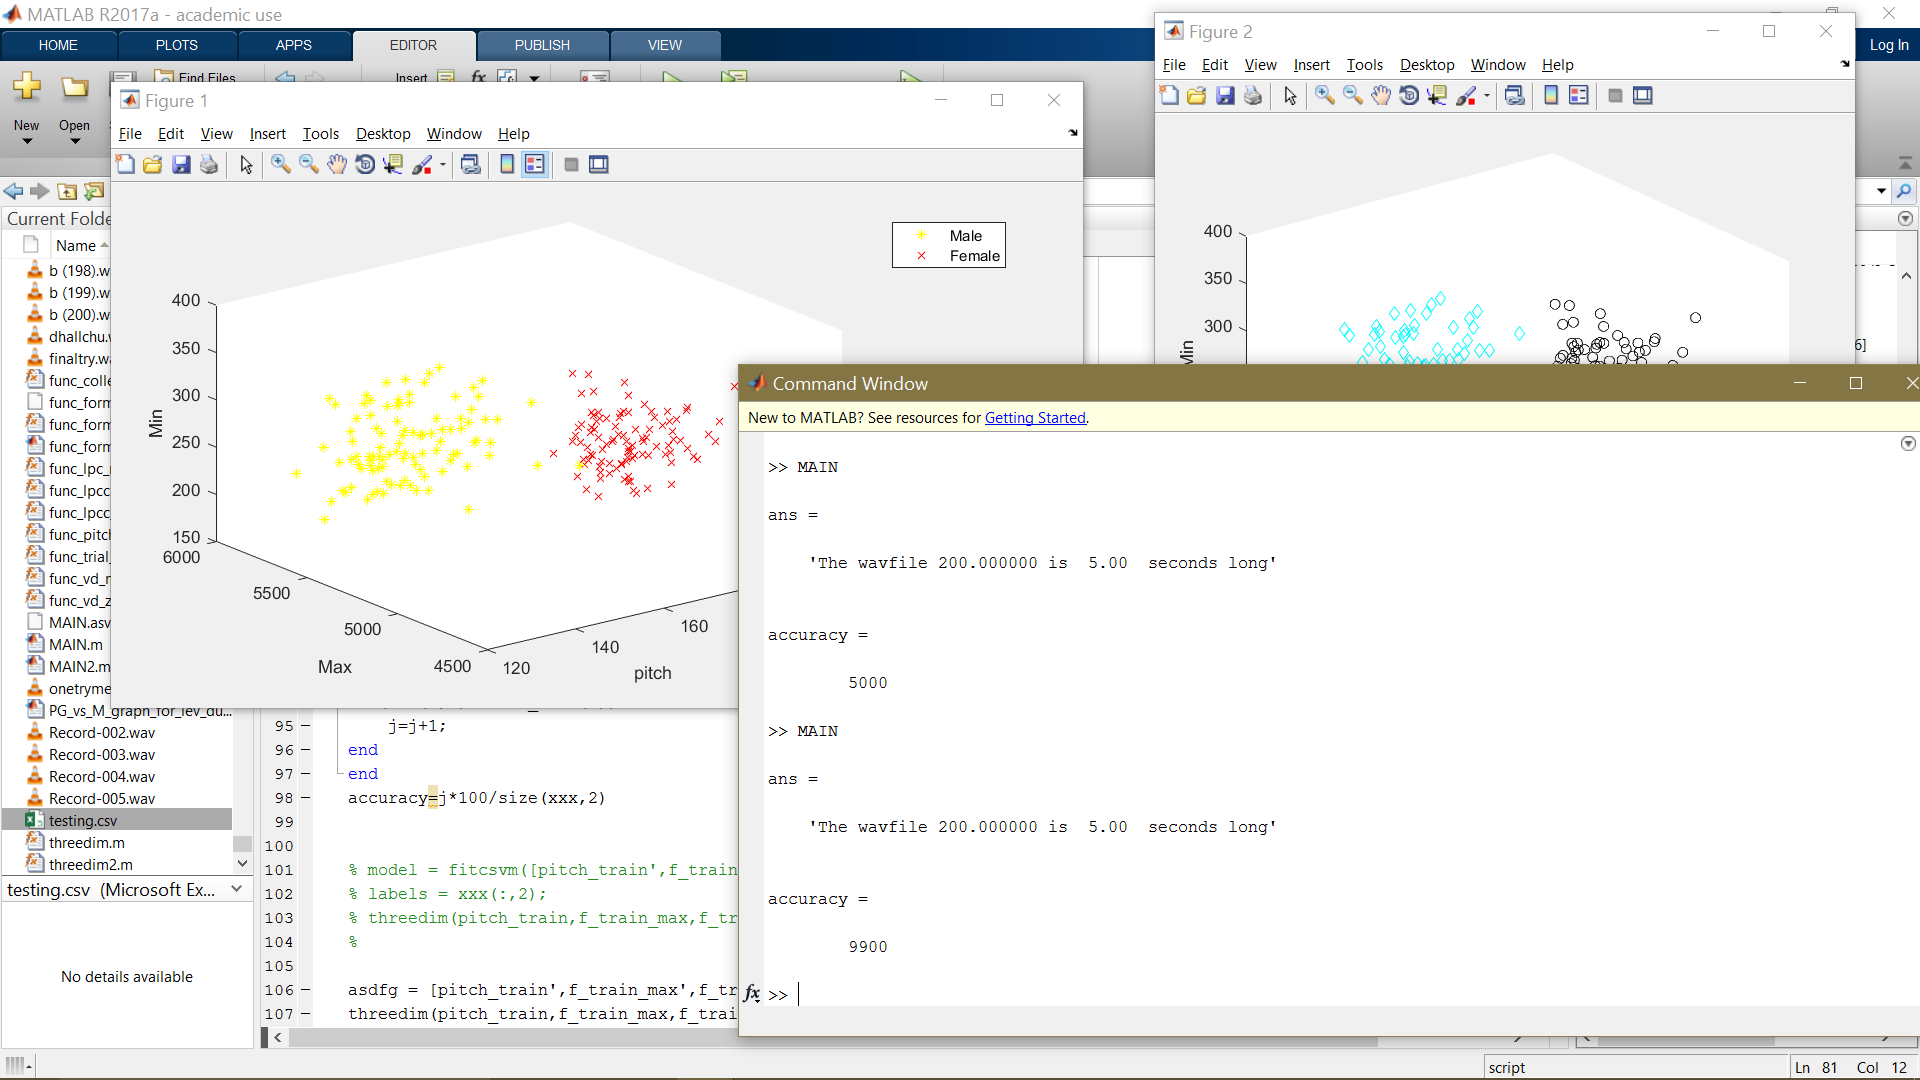 MATLAB R2017a - academic use
HOME
PLOTS
APPS
EDITOR
PUBLISH
VIEW
Log In
New
Open
Find Files
Insert
fx
Current Folde
Name
b (198).w
b (199).w
b (200).w
dhallchu.
finaltry.wa
func_colle
func_form
func_form
func_form
func_lpc_
func_lpcc
func_lpcc_
func_pitch
func_trial_
func_vd_m
func_vd_z
MAIN.asv
MAIN.m
MAIN2.m
onetryme
PG_vs_M_graph_for_lev_du...
Record-002.wav
Record-003.wav
Record-004.wav
Record-005.wav
testing.csv
threedim.m
threedim2.m
testing.csv (Microsoft Ex...
No details available
Figure 1
File Edit View Insert Tools Desktop Window Help
Male
Female
400
350
300
250
200
150
Min
6000
5500
5000
4500
Max
120
140
160
pitch
Figure 2
File Edit View Insert Tools Desktop Window Help
400
350
300
Min
6]
95 j=j+1;
96 end
97 end
98 accuracy=j*100/size(xxx,2)
99
100
101 % model = fitcsvm([pitch_train',f_train
102 % labels = xxx(:,2);
103 % threedim(pitch_train,f_train_max,f_tr
104 %
105
106 asdfg = [pitch_train',f_train_max',f_tr
107 threedim(pitch_train,f_train_max,f_trai
Command Window
New to MATLAB? See resources for Getting Started.
>> MAIN
ans =
'The wavfile 200.000000 is  5.00  seconds long'
accuracy =
5000
>> MAIN
ans =
'The wavfile 200.000000 is  5.00  seconds long'
accuracy =
9900
fx >>
script
Ln 81 Col 12